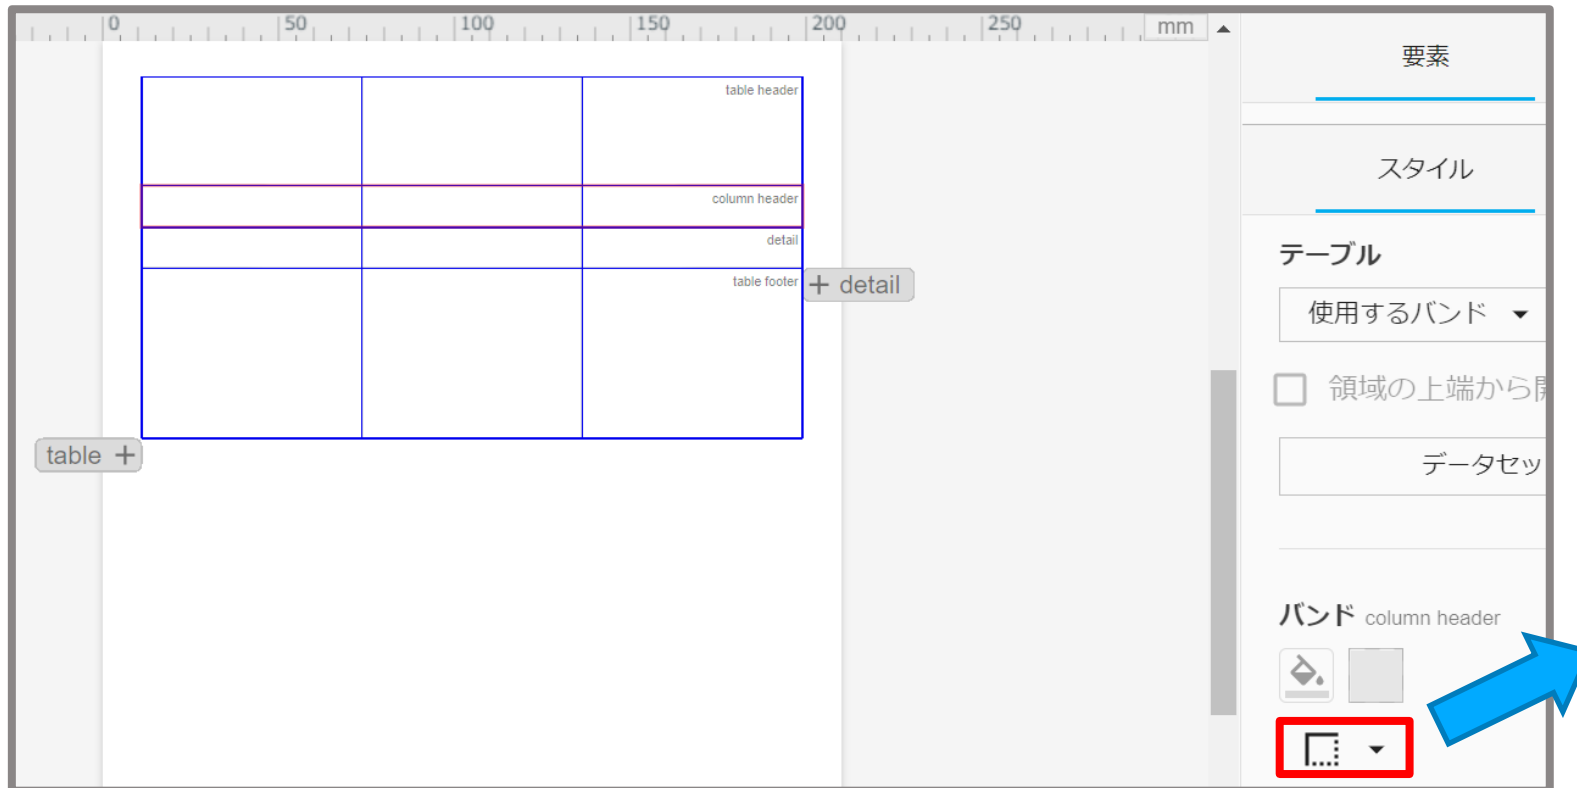 0 50 100 150 200 250 mm
table header
column header
detail
table footer
+ detail
table +
要素
スタイル
テーブル
使用するバンド
領域の上端から
データセッ
バンド column header